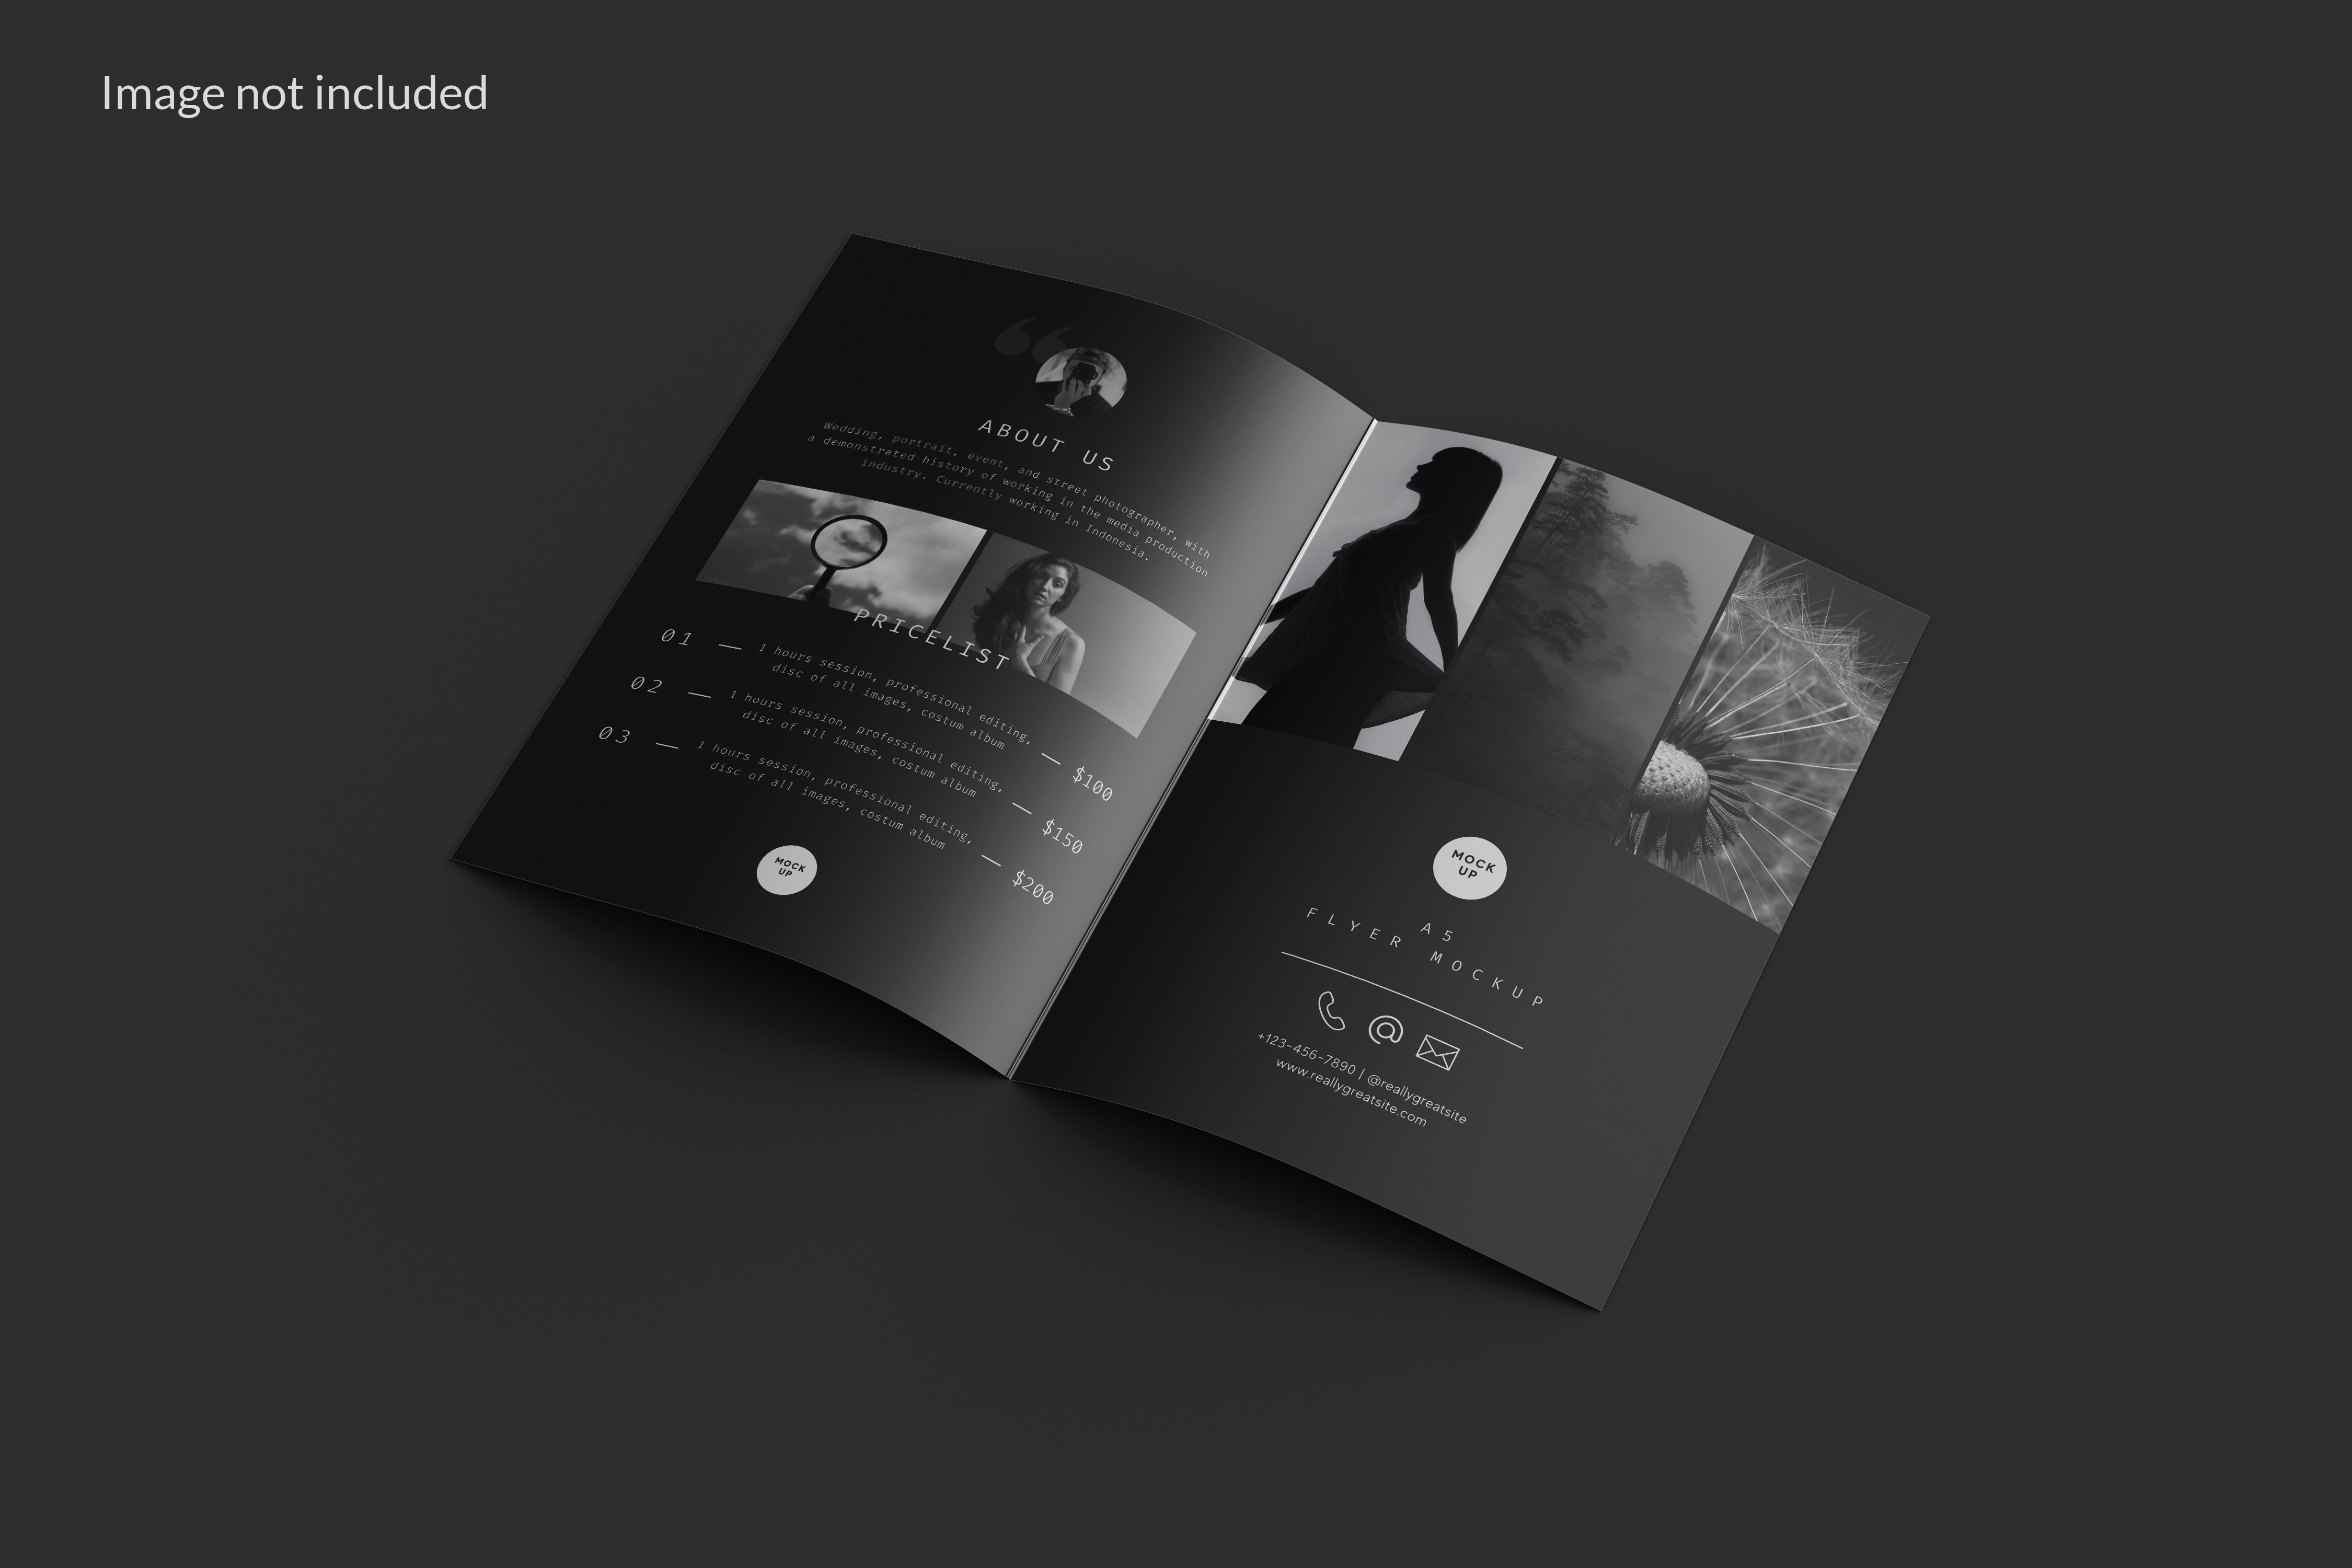 Image not included
ABOUT US
Wedding, portrait, event, and street photographer, with
a demonstrated history of working in the media production
industry. Currently working in Indonesia.
PRICELIST
01 — 1 hours session, professional editing,
disc of all images, costum album — $100
02 — 1 hours session, professional editing,
disc of all images, costum album — $150
03 — 1 hours session, professional editing,
disc of all images, costum album — $200
MOCK
UP
MOCK
UP
A5
FLYER MOCKUP
+123-456-7890 | @reallygreatsite
www.reallygreatsite.com